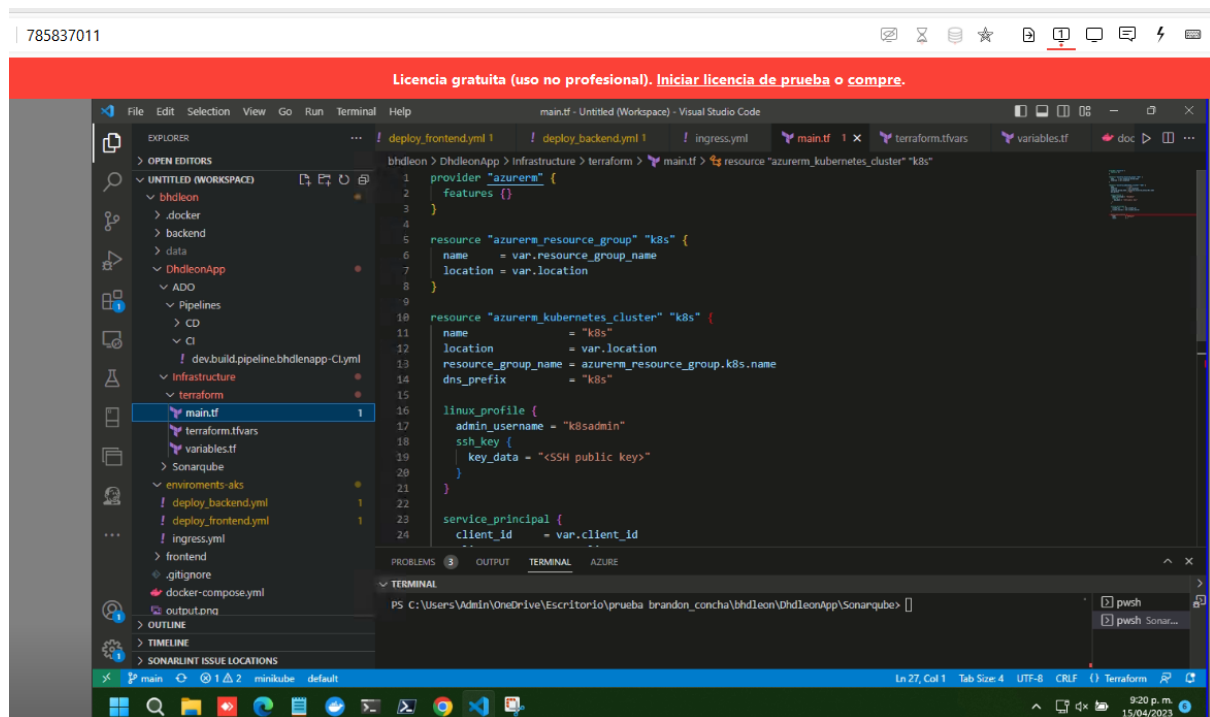 785837011
1
Licencia gratuita (uso no profesional). Iniciar licencia de prueba o compre.
File Edit Selection View Go Run Terminal Help
main.tf - Untitled (Workspace) - Visual Studio Code
EXPLORER
! deploy_frontend.yml 1
! deploy_backend.yml 1
! ingress.yml
main.tf 1
terraform.tfvars
variables.tf
doc
OPEN EDITORS
UNTITLED (WORKSPACE)
bhdleon
.docker
backend
data
DhdleonApp
ADO
Pipelines
CD
CI
! dev.build.pipeline.bhdlenapp-CI.yml
Infrastructure
terraform
main.tf 1
terraform.tfvars
variables.tf
Sonarqube
enviroments-aks
! deploy_backend.yml 1
! deploy_frontend.yml 1
! ingress.yml
frontend
.gitignore
docker-compose.yml
output.png
OUTLINE
TIMELINE
SONARLINT ISSUE LOCATIONS
bhdleon > DhdleonApp > Infrastructure > terraform > main.tf > resource "azurerm_kubernetes_cluster" "k8s"
1 provider "azurerm" {
2 features {}
3 }
4
5 resource "azurerm_resource_group" "k8s" {
6 name = var.resource_group_name
7 location = var.location
8 }
9
10 resource "azurerm_kubernetes_cluster" "k8s" {
11 name = "k8s"
12 location = var.location
13 resource_group_name = azurerm_resource_group.k8s.name
14 dns_prefix = "k8s"
15
16 linux_profile {
17 admin_username = "k8sadmin"
18 ssh_key {
19 key_data = "<SSH public key>"
20 }
21 }
22
23 service_principal {
24 client_id = var.client_id
PROBLEMS 3 OUTPUT TERMINAL AZURE
TERMINAL
PS C:\Users\Admin\OneDrive\Escritorio\prueba brandon_concha\bhdleon\DhdleonApp\Sonarqube>
pwsh
pwsh Sonar...
main 1 2 minikube default
Ln 27, Col 1 Tab Size: 4 UTF-8 CRLF {} Terraform
9:20 p. m.
15/04/2023
6